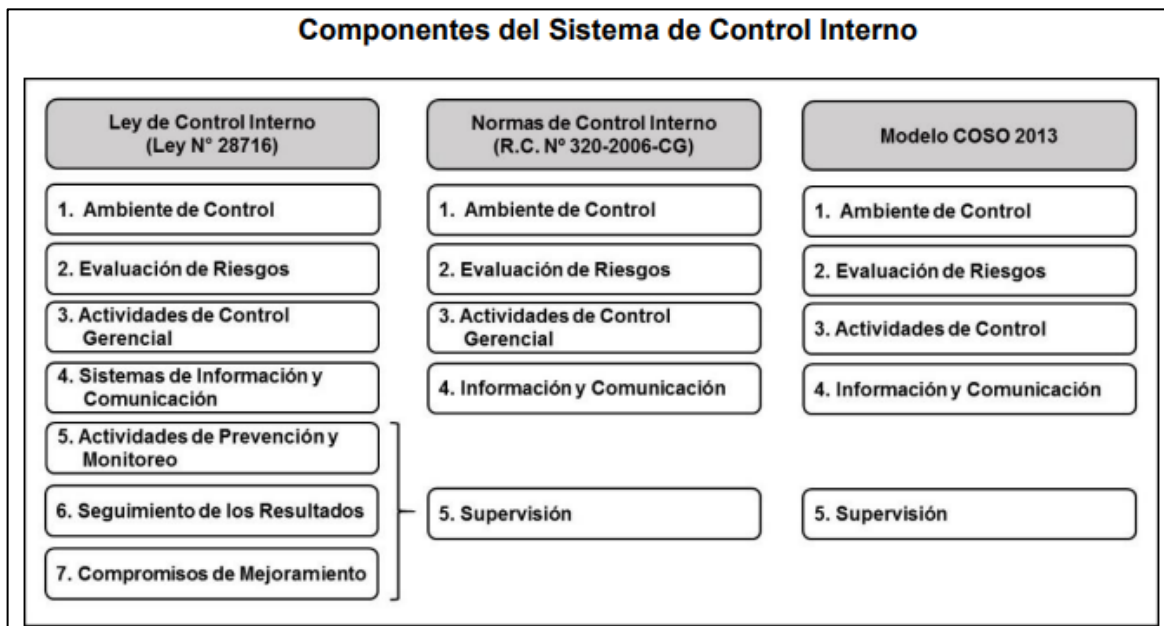 Componentes del Sistema de Control Interno
Ley de Control Interno
(Ley N° 28716)
1. Ambiente de Control
2. Evaluación de Riesgos
3. Actividades de Control
Gerencial
4. Sistemas de Información y
Comunicación
5. Actividades de Prevención y
Monitoreo
6. Seguimiento de los Resultados
7. Compromisos de Mejoramiento
Normas de Control Interno
(R.C. Nº 320-2006-CG)
1. Ambiente de Control
2. Evaluación de Riesgos
3. Actividades de Control
Gerencial
4. Información y Comunicación
5. Supervisión
Modelo COSO 2013
1. Ambiente de Control
2. Evaluación de Riesgos
3. Actividades de Control
4. Información y Comunicación
5. Supervisión